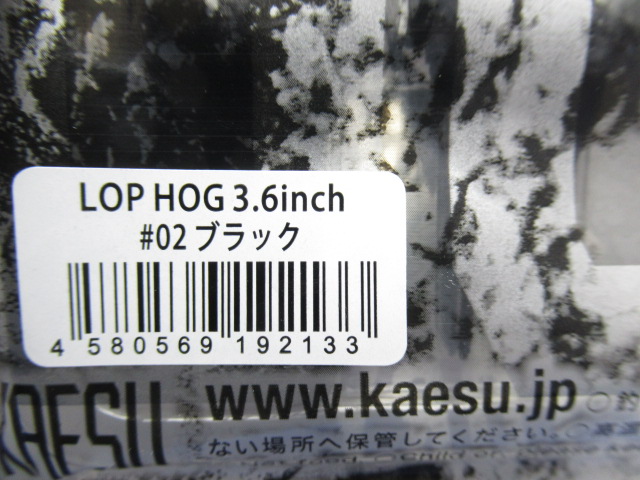 LOP HOG 3.6inch
#02 ブラック
4 580569 192133
KAESU www.kaesu.jp
ない場所へ保管してください。